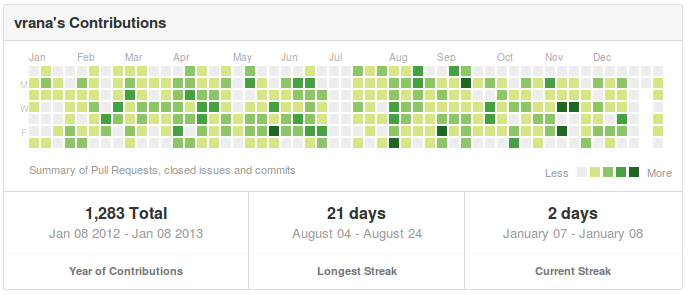 vrana's Contributions
Jan Feb Mar Apr May Jun Jul Aug Sep Oct Nov Dec
M
W
F
Summary of Pull Requests, closed issues and commits
Less More
1,283 Total 21 days 2 days
Jan 08 2012 - Jan 08 2013 August 04 - August 24 January 07 - January 08
Year of Contributions Longest Streak Current Streak